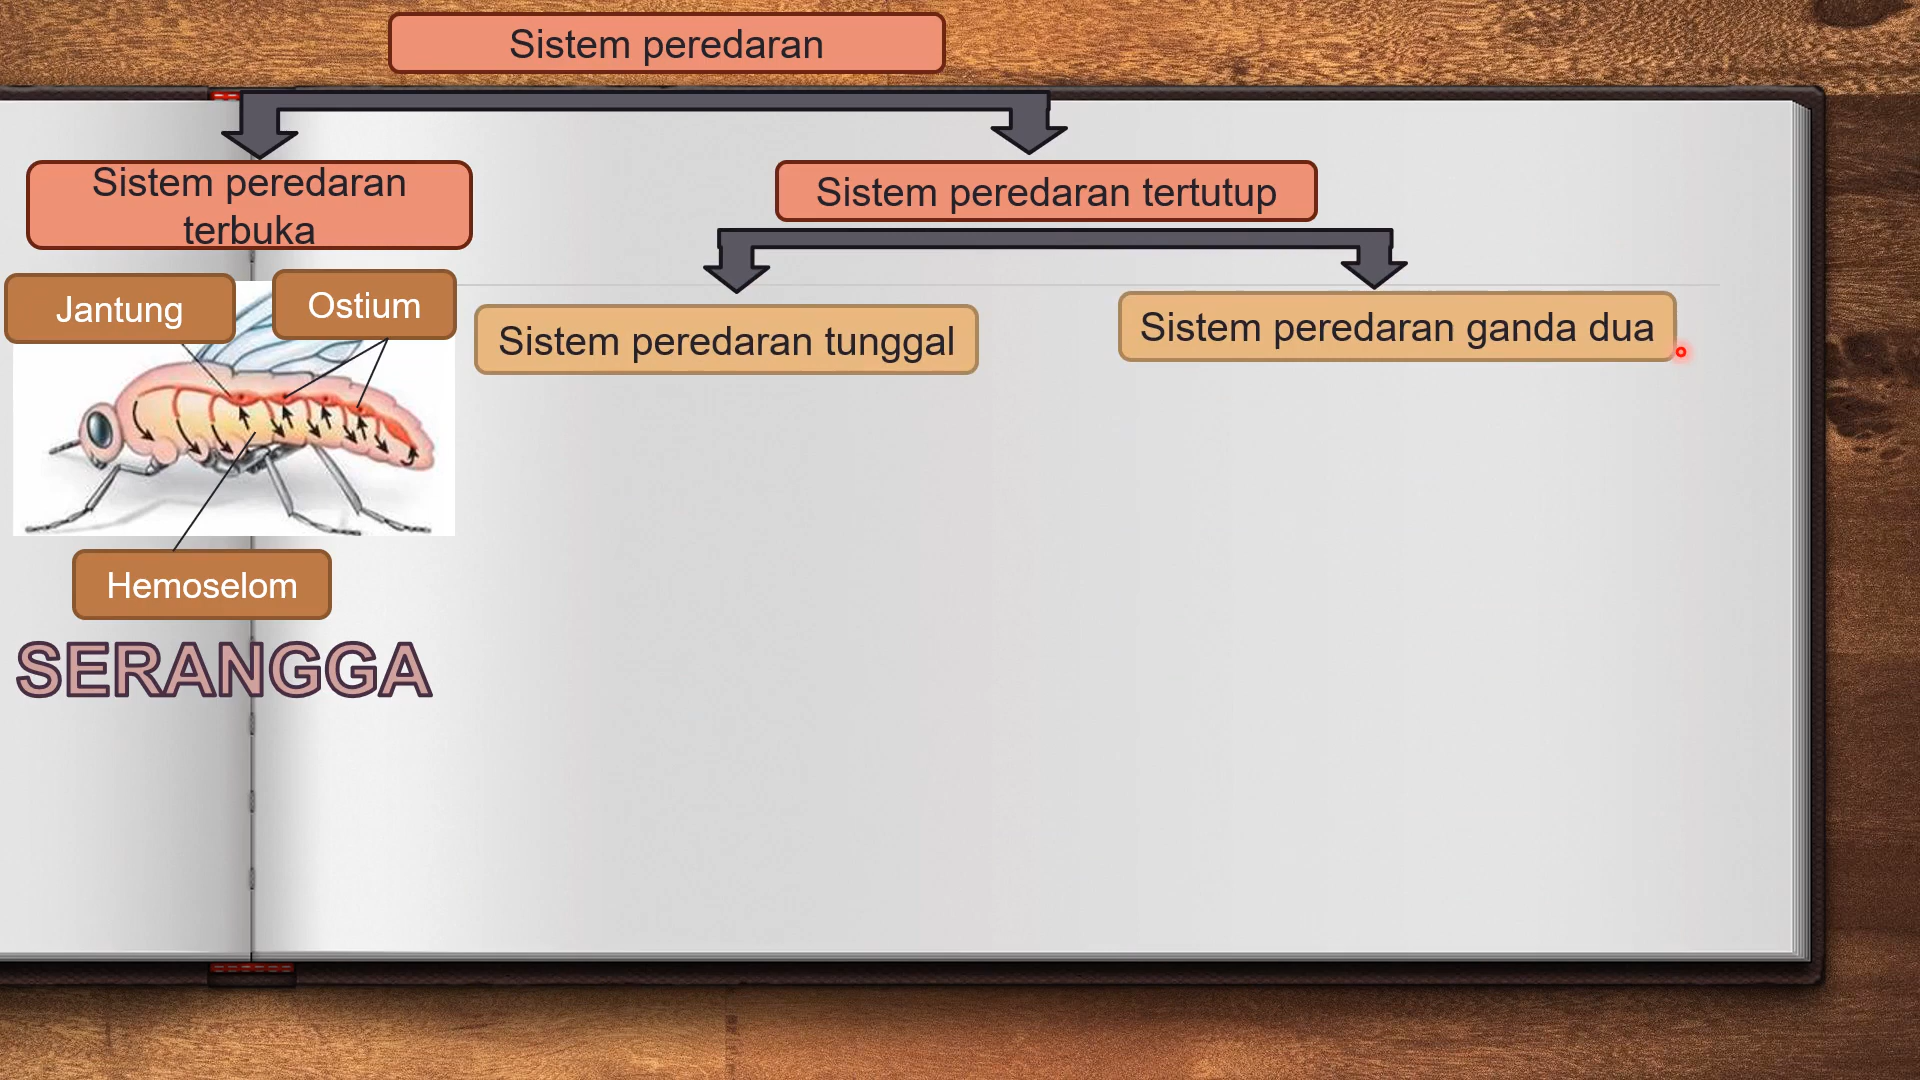 Sistem peredaran
Sistem peredaran
terbuka
Sistem peredaran tertutup
Jantung
Ostium
Sistem peredaran tunggal
Sistem peredaran ganda dua
Hemoselom
SERANGGA